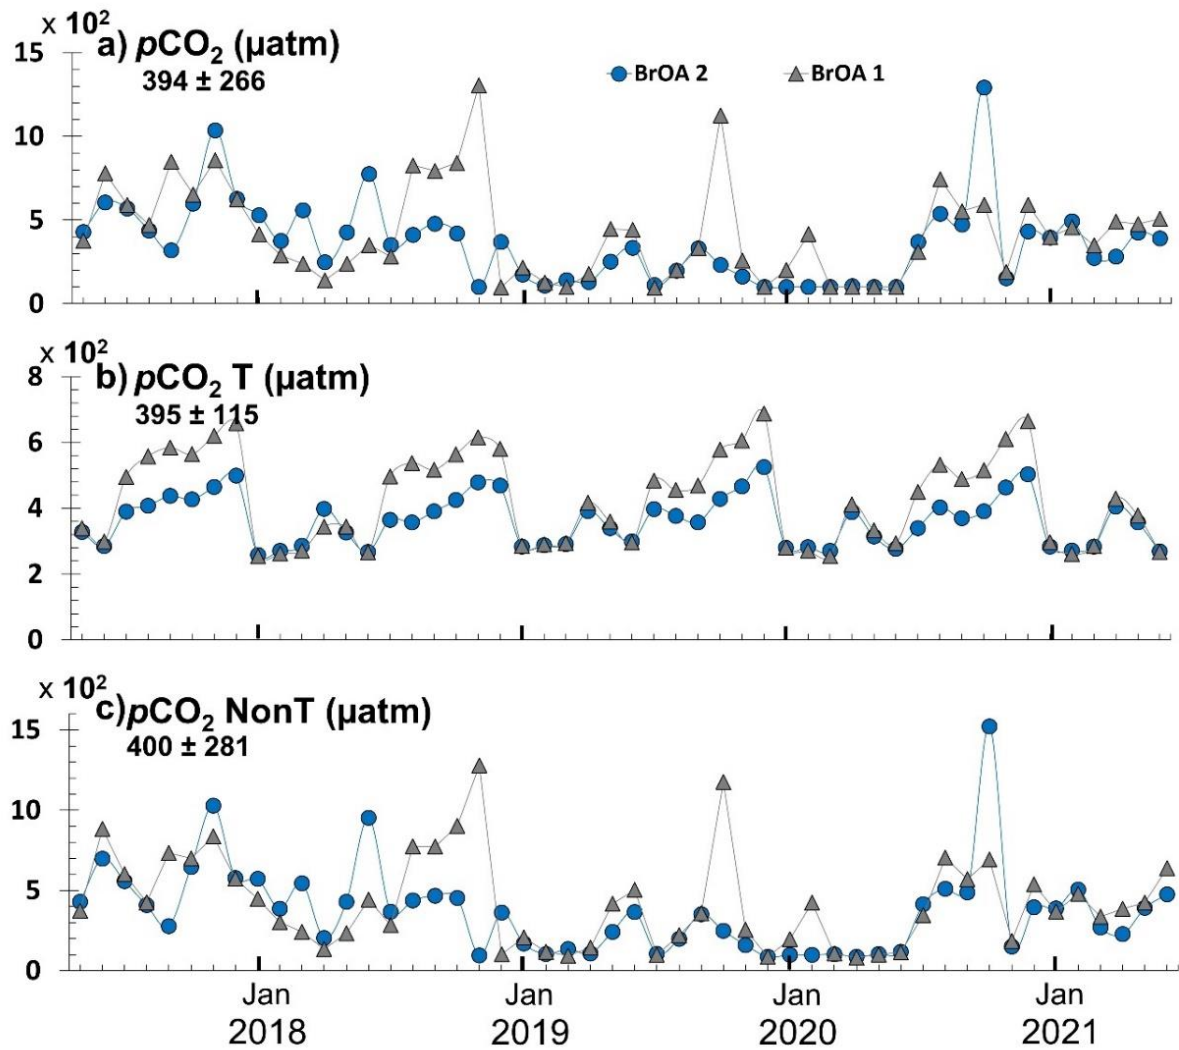 x 10²
a) pCO₂ (µatm)
394 ± 266
BrOA 2
BrOA 1
15
10
5
0
x 10²
b) pCO₂ T (µatm)
395 ± 115
8
6
4
2
0
x 10²
c) pCO₂ NonT (µatm)
400 ± 281
15
10
5
0
Jan Jan Jan Jan
2018 2019 2020 2021